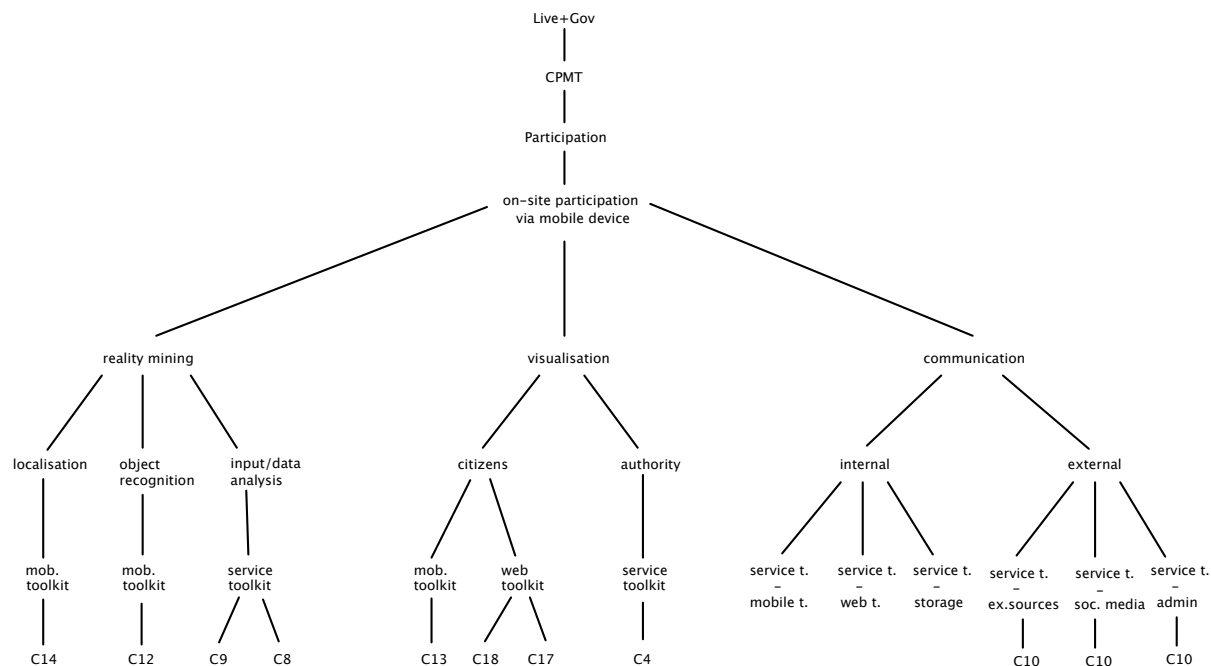 Live+Gov
CPMT
Participation
on-site participation
via mobile device
reality mining
visualisation
communication
localisation
object
recognition
input/data
analysis
citizens
authority
internal
external
mob.
toolkit
mob.
toolkit
service
toolkit
mob.
toolkit
web
toolkit
service
toolkit
service t.
–
mobile t.
service t.
–
web t.
service t.
–
storage
service t.
–
ex.sources
service t.
–
soc. media
service t.
–
admin
C14
C12
C9
C8
C13
C18
C17
C4
C10
C10
C10